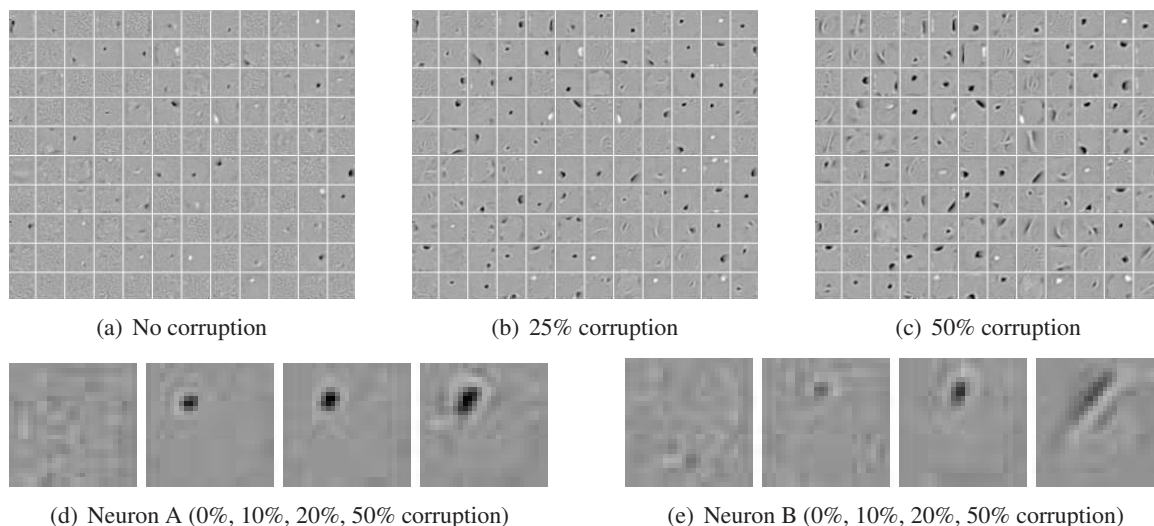 (a) No corruption
(b) 25% corruption
(c) 50% corruption
(d) Neuron A (0%, 10%, 20%, 50% corruption)
(e) Neuron B (0%, 10%, 20%, 50% corruption)